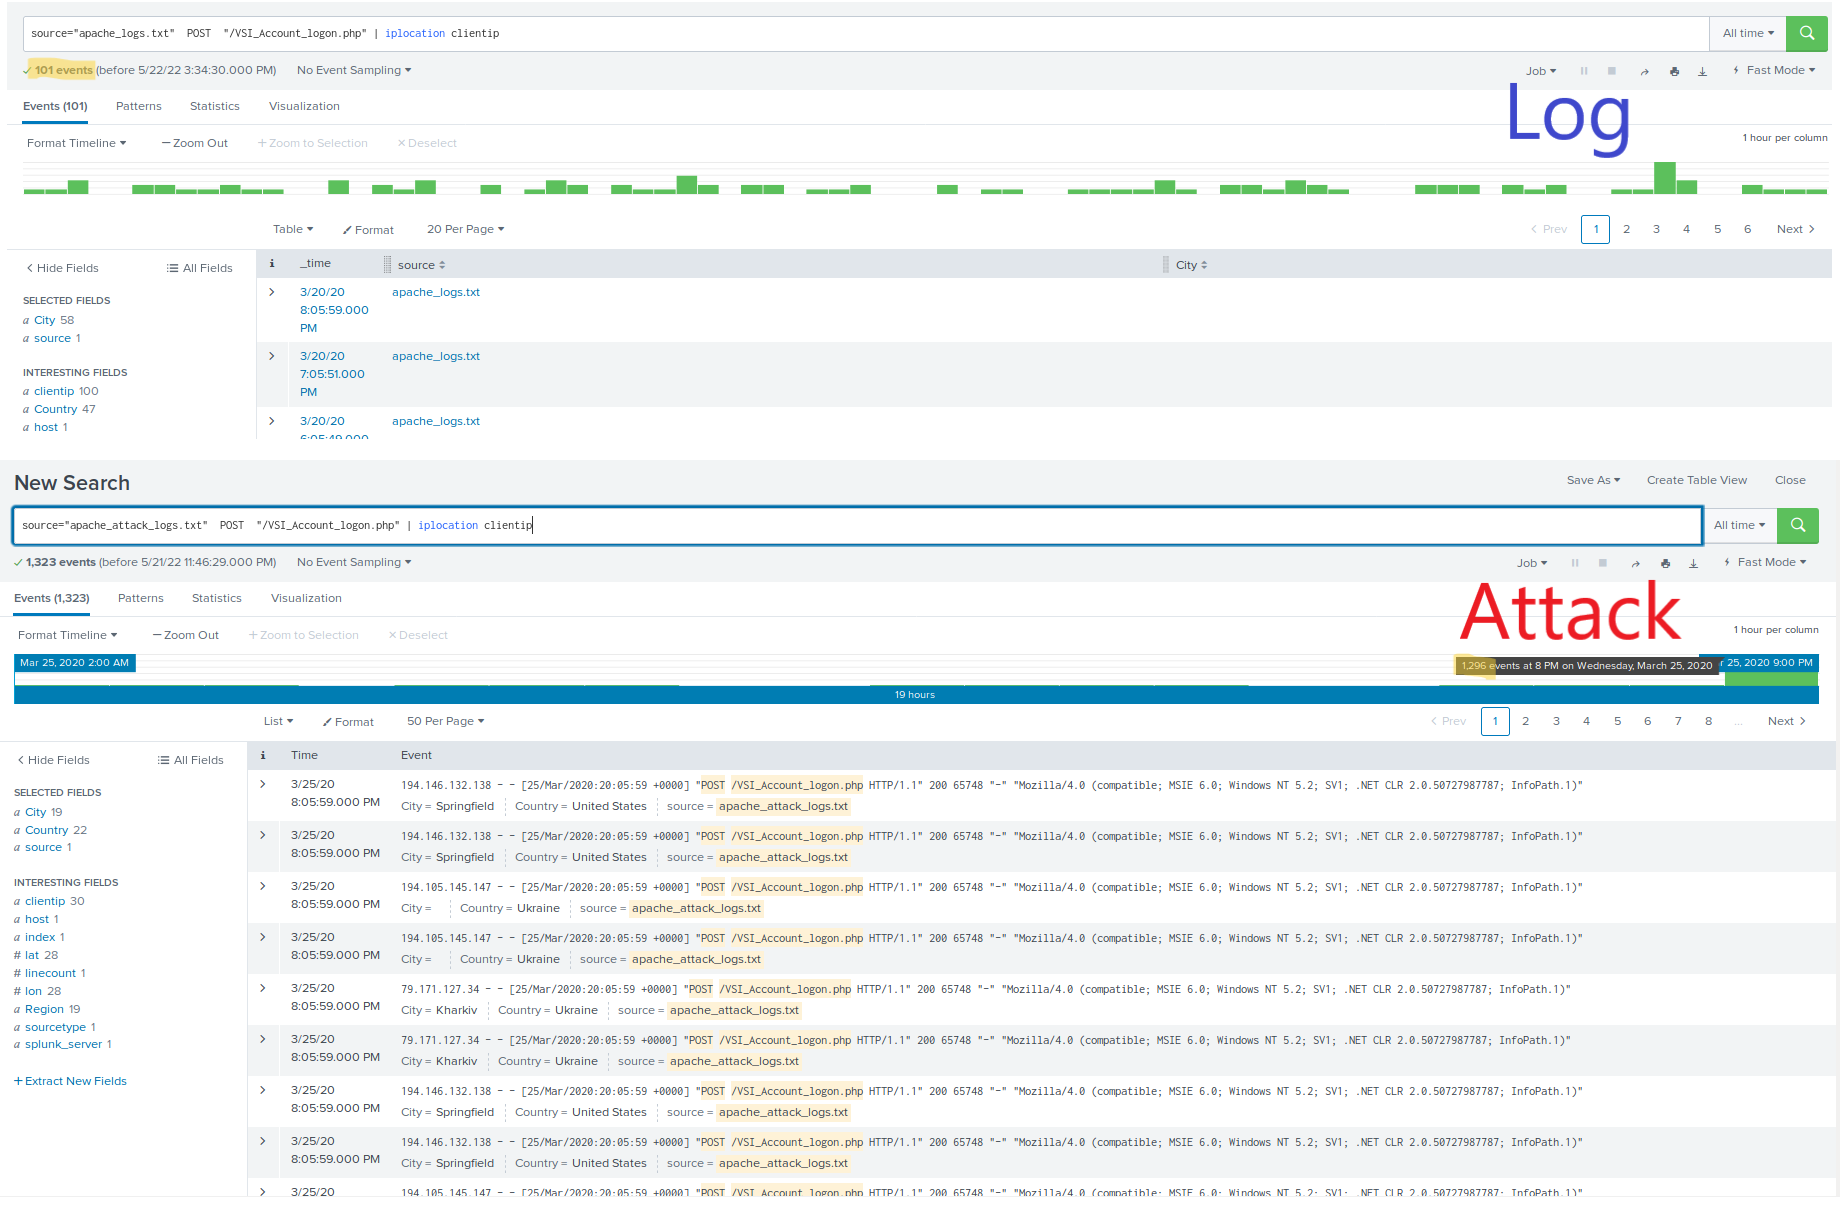 source="apache_logs.txt"  POST  "/VSI_Account_logon.php" | iplocation clientip
All time
101 events (before 5/22/22 3:34:30.000 PM)
No Event Sampling
Job
Fast Mode
Events (101)
Patterns
Statistics
Visualization
Log
Format Timeline
— Zoom Out
+ Zoom to Selection
× Deselect
1 hour per column
Table
Format
20 Per Page
< Prev
1
2
3
4
5
6
Next >
< Hide Fields
All Fields
i
_time
source
City
SELECTED FIELDS
a City 58
a source 1
INTERESTING FIELDS
a clientip 100
a Country 47
a host 1
3/20/20
8:05:59.000
PM
apache_logs.txt
3/20/20
7:05:51.000
PM
apache_logs.txt
3/20/20
6:05:49.000
apache_logs.txt
New Search
Save As
Create Table View
Close
source="apache_attack_logs.txt"  POST  "/VSI_Account_logon.php" | iplocation clientip
All time
1,323 events (before 5/21/22 11:46:29.000 PM)
No Event Sampling
Job
Fast Mode
Events (1,323)
Patterns
Statistics
Visualization
Attack
Format Timeline
— Zoom Out
+ Zoom to Selection
× Deselect
1 hour per column
Mar 25, 2020 2:00 AM
1,296 events at 8 PM on Wednesday, March 25, 2020
r 25, 2020 9:00 PM
19 hours
List
Format
50 Per Page
< Prev
1
2
3
4
5
6
7
8
...
Next >
< Hide Fields
All Fields
i
Time
Event
SELECTED FIELDS
a City 19
a Country 22
a source 1
INTERESTING FIELDS
a clientip 30
a host 1
a index 1
# lat 28
# linecount 1
# lon 28
a Region 19
a sourcetype 1
a splunk_server 1
+ Extract New Fields
3/25/20
8:05:59.000 PM
194.146.132.138 - - [25/Mar/2020:20:05:59 +0000] "POST /VSI_Account_logon.php HTTP/1.1" 200 65748 "-" "Mozilla/4.0 (compatible; MSIE 6.0; Windows NT 5.2; SV1; .NET CLR 2.0.50727987787; InfoPath.1)"
City = Springfield
Country = United States
source = apache_attack_logs.txt
3/25/20
8:05:59.000 PM
194.146.132.138 - - [25/Mar/2020:20:05:59 +0000] "POST /VSI_Account_logon.php HTTP/1.1" 200 65748 "-" "Mozilla/4.0 (compatible; MSIE 6.0; Windows NT 5.2; SV1; .NET CLR 2.0.50727987787; InfoPath.1)"
City = Springfield
Country = United States
source = apache_attack_logs.txt
3/25/20
8:05:59.000 PM
194.105.145.147 - - [25/Mar/2020:20:05:59 +0000] "POST /VSI_Account_logon.php HTTP/1.1" 200 65748 "-" "Mozilla/4.0 (compatible; MSIE 6.0; Windows NT 5.2; SV1; .NET CLR 2.0.50727987787; InfoPath.1)"
City =
Country = Ukraine
source = apache_attack_logs.txt
3/25/20
8:05:59.000 PM
194.105.145.147 - - [25/Mar/2020:20:05:59 +0000] "POST /VSI_Account_logon.php HTTP/1.1" 200 65748 "-" "Mozilla/4.0 (compatible; MSIE 6.0; Windows NT 5.2; SV1; .NET CLR 2.0.50727987787; InfoPath.1)"
City =
Country = Ukraine
source = apache_attack_logs.txt
3/25/20
8:05:59.000 PM
79.171.127.34 - - [25/Mar/2020:20:05:59 +0000] "POST /VSI_Account_logon.php HTTP/1.1" 200 65748 "-" "Mozilla/4.0 (compatible; MSIE 6.0; Windows NT 5.2; SV1; .NET CLR 2.0.50727987787; InfoPath.1)"
City = Kharkiv
Country = Ukraine
source = apache_attack_logs.txt
3/25/20
8:05:59.000 PM
79.171.127.34 - - [25/Mar/2020:20:05:59 +0000] "POST /VSI_Account_logon.php HTTP/1.1" 200 65748 "-" "Mozilla/4.0 (compatible; MSIE 6.0; Windows NT 5.2; SV1; .NET CLR 2.0.50727987787; InfoPath.1)"
City = Kharkiv
Country = Ukraine
source = apache_attack_logs.txt
3/25/20
8:05:59.000 PM
194.146.132.138 - - [25/Mar/2020:20:05:59 +0000] "POST /VSI_Account_logon.php HTTP/1.1" 200 65748 "-" "Mozilla/4.0 (compatible; MSIE 6.0; Windows NT 5.2; SV1; .NET CLR 2.0.50727987787; InfoPath.1)"
City = Springfield
Country = United States
source = apache_attack_logs.txt
3/25/20
8:05:59.000 PM
194.146.132.138 - - [25/Mar/2020:20:05:59 +0000] "POST /VSI_Account_logon.php HTTP/1.1" 200 65748 "-" "Mozilla/4.0 (compatible; MSIE 6.0; Windows NT 5.2; SV1; .NET CLR 2.0.50727987787; InfoPath.1)"
City = Springfield
Country = United States
source = apache_attack_logs.txt
3/25/20
194.105.145.147 - - [25/Mar/2020:20:05:59 +0000] "POST /VSI_Account_logon.php HTTP/1.1" 200 65748 "-" "Mozilla/4.0 (compatible; MSIE 6.0; Windows NT 5.2; SV1; .NET CLR 2.0.50727987787; InfoPath.1)"